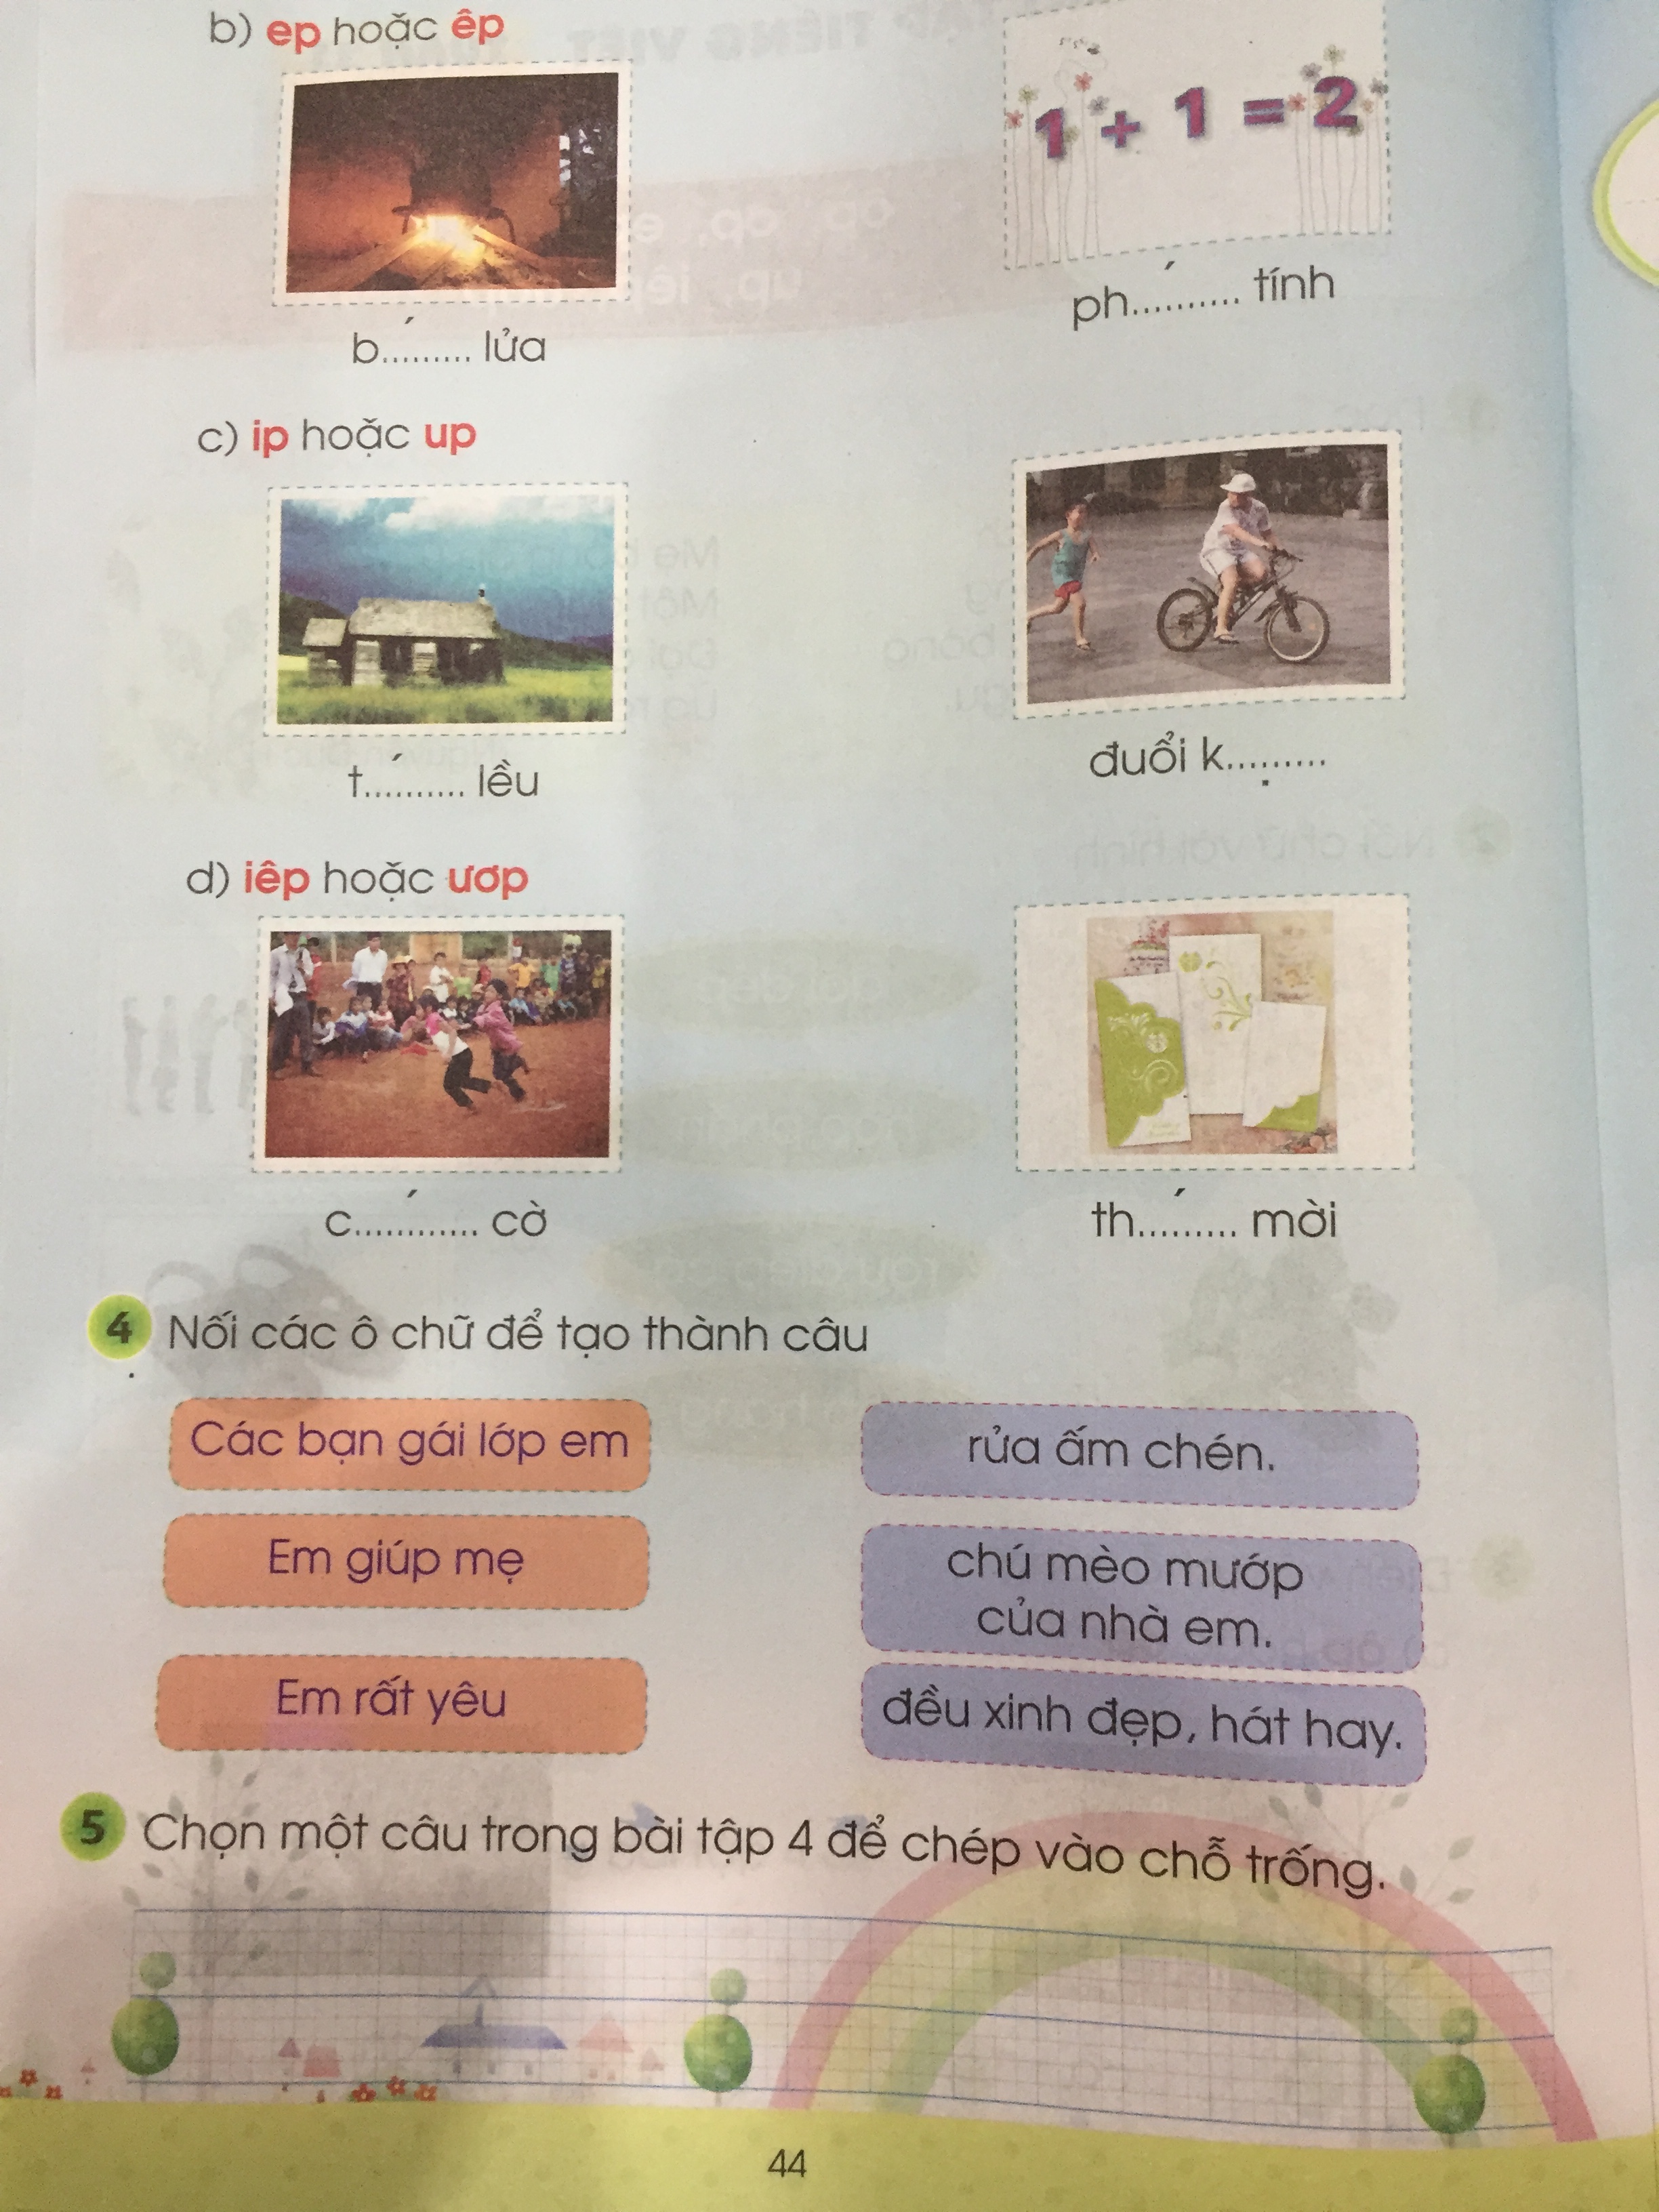 b) ep hoặc êp
1 + 1 = 2
b......... lửa
ph.......... tính
c) ip hoặc up
t.......... lều
đuổi k.........
d) iêp hoặc ươp
c............ cờ
th......... mời
4 Nối các ô chữ để tạo thành câu
Các bạn gái lớp em
rửa ấm chén.
Em giúp mẹ
chú mèo mướp
của nhà em.
Em rất yêu
đều xinh đẹp, hát hay.
5 Chọn một câu trong bài tập 4 để chép vào chỗ trống.
44